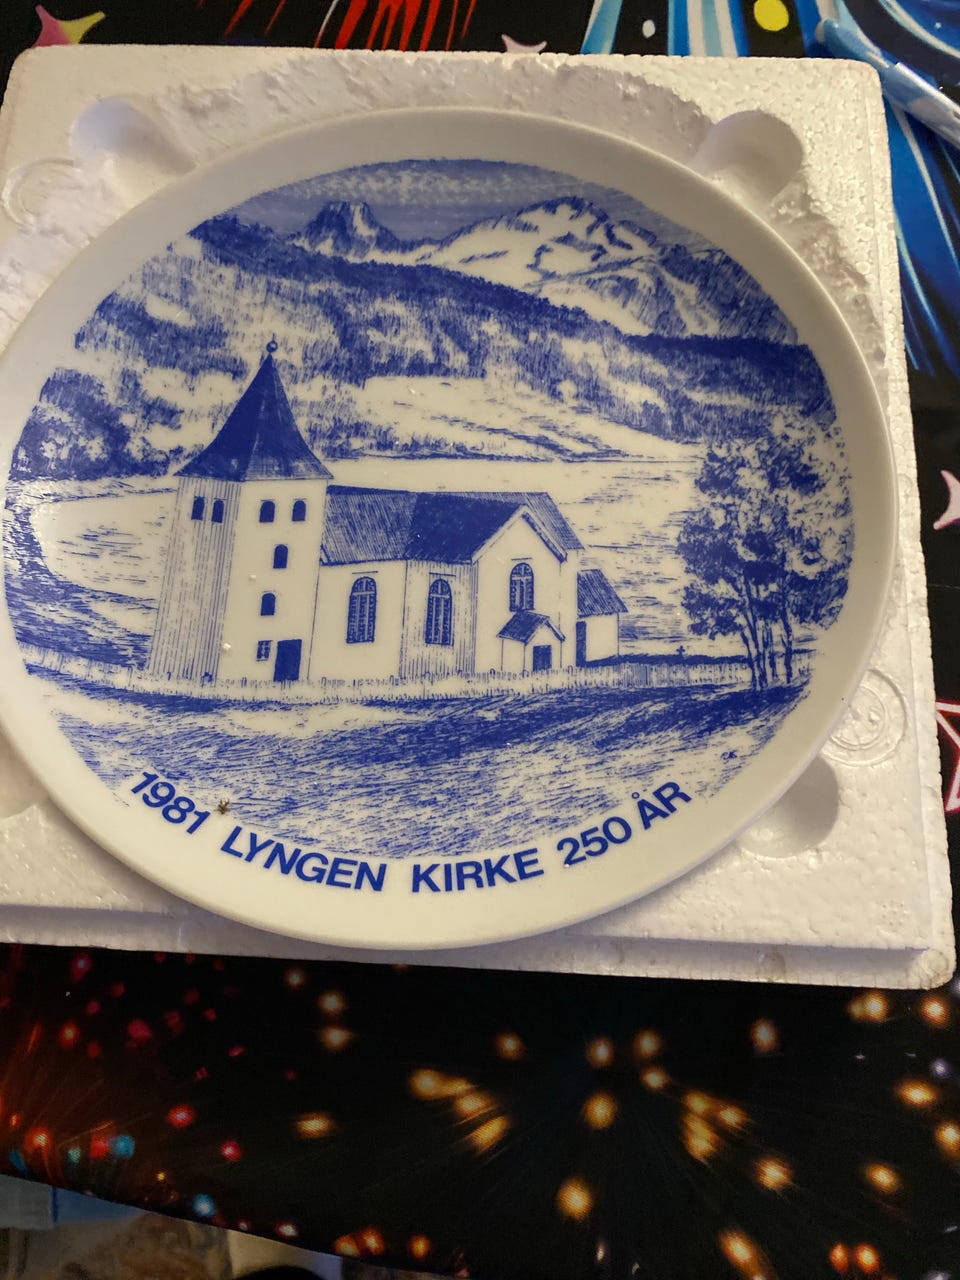 1981 LYNGEN KIRKE 250 ÅR